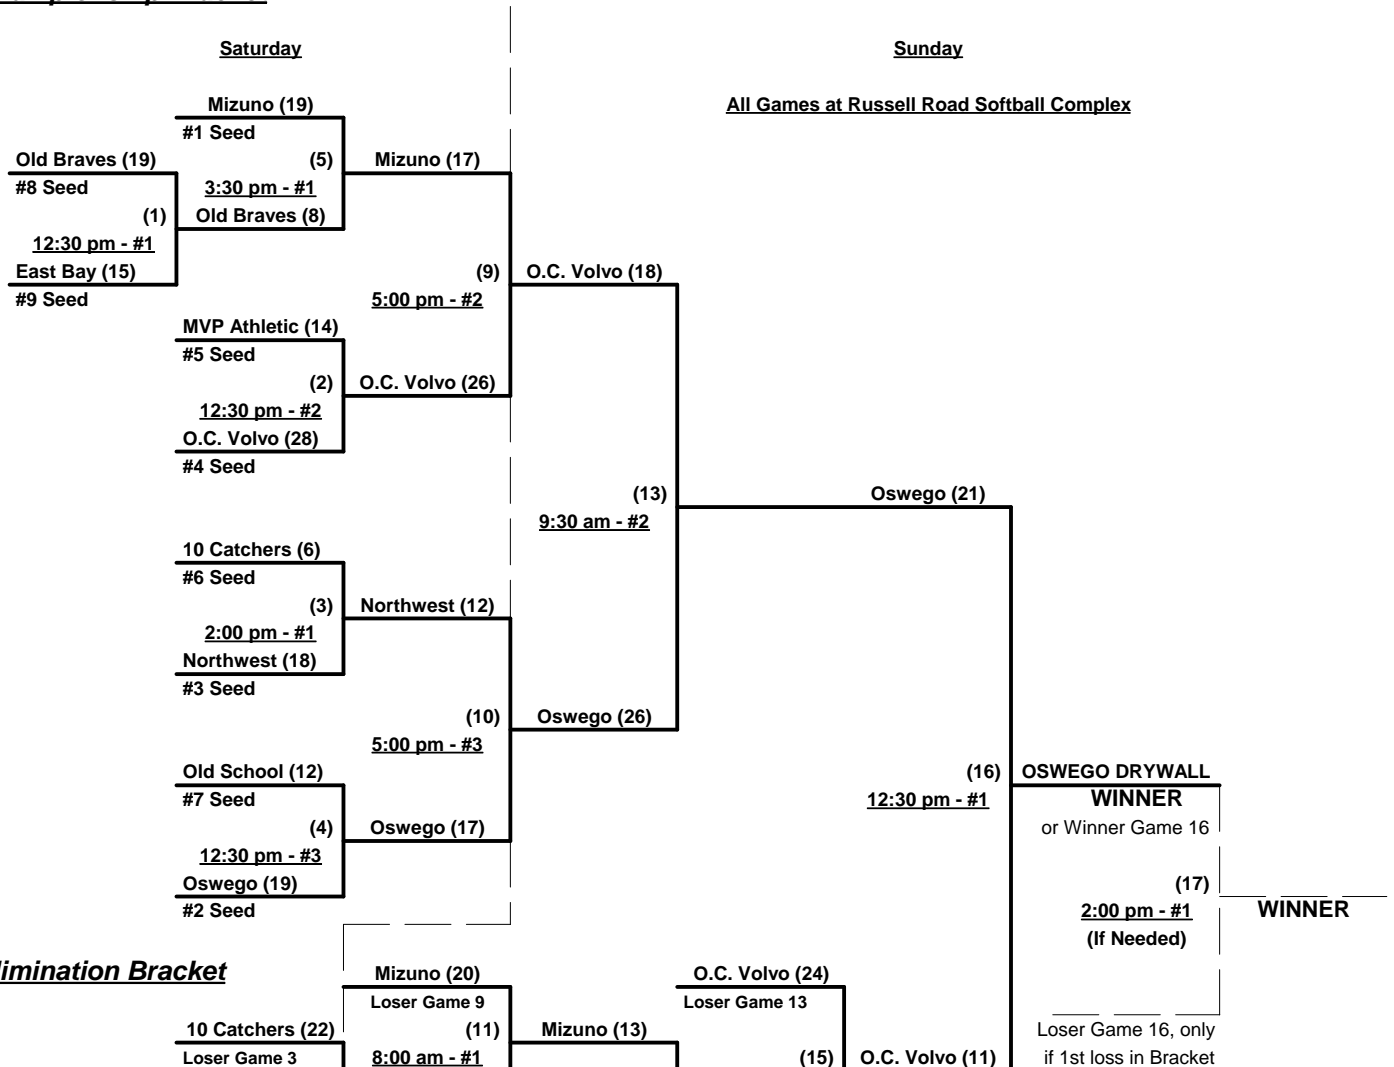 Saturday
Sunday
Mizuno (19)
All Games at Russell Road Softball Complex
#1 Seed
Old Braves (19)
(5)
Mizuno (17)
#8 Seed
3:30 pm - #1
(1)
Old Braves (8)
12:30 pm - #1
East Bay (15)
(9)
O.C. Volvo (18)
#9 Seed
5:00 pm - #2
MVP Athletic (14)
#5 Seed
(2)
O.C. Volvo (26)
12:30 pm - #2
O.C. Volvo (28)
#4 Seed
(13)
Oswego (21)
9:30 am - #2
10 Catchers (6)
#6 Seed
(3)
Northwest (12)
2:00 pm - #1
Northwest (18)
#3 Seed
(10)
Oswego (26)
5:00 pm - #3
Old School (12)
(16)
OSWEGO DRYWALL
#7 Seed
12:30 pm - #1
WINNER
(4)
Oswego (17)
or Winner Game 16
12:30 pm - #3
Oswego (19)
(17)
#2 Seed
2:00 pm - #1
WINNER
(If Needed)
limination Bracket
Mizuno (20)
O.C. Volvo (24)
Loser Game 9
Loser Game 13
10 Catchers (22)
(11)
Mizuno (13)
Loser Game 16, only
Loser Game 3
8:00 am - #1
(15)
O.C. Volvo (11)
if 1st loss in Bracket